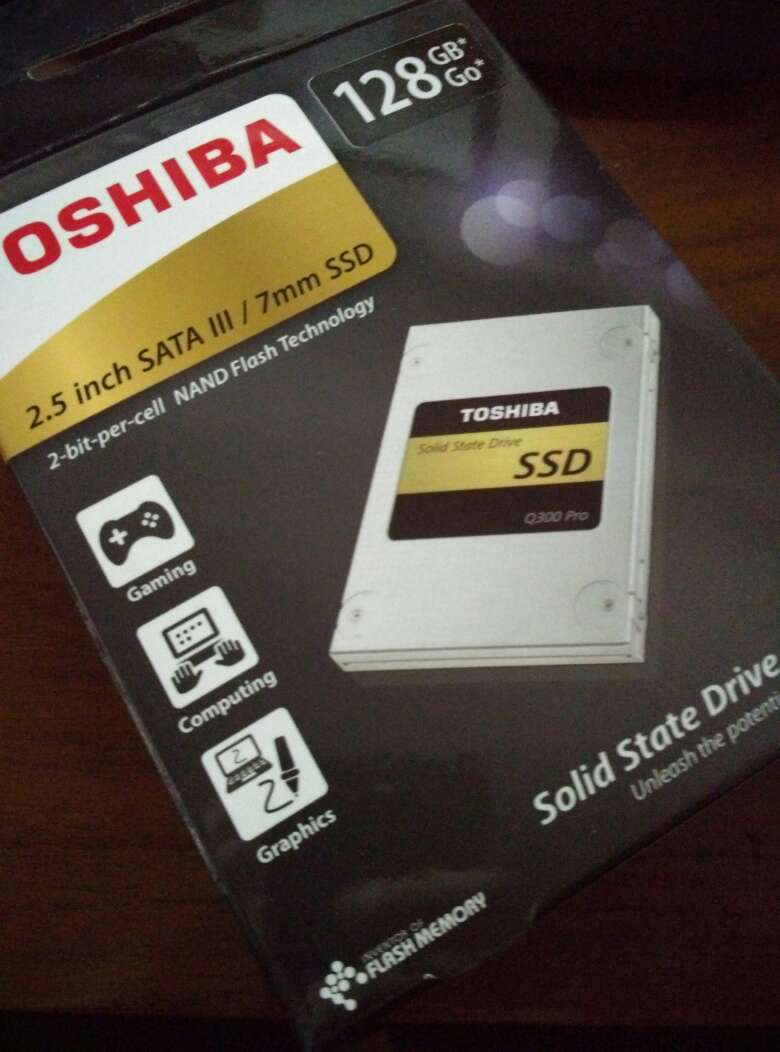 128 GB*
Go*
OSHIBA
2.5 inch SATA III / 7mm SSD
2-bit-per-cell NAND Flash Technology
TOSHIBA
Solid State Drive
SSD
Q300 Pro
Gaming
Computing
Graphics
Solid State Drive
Unleash the potenti
INVENTOR OF
FLASH MEMORY